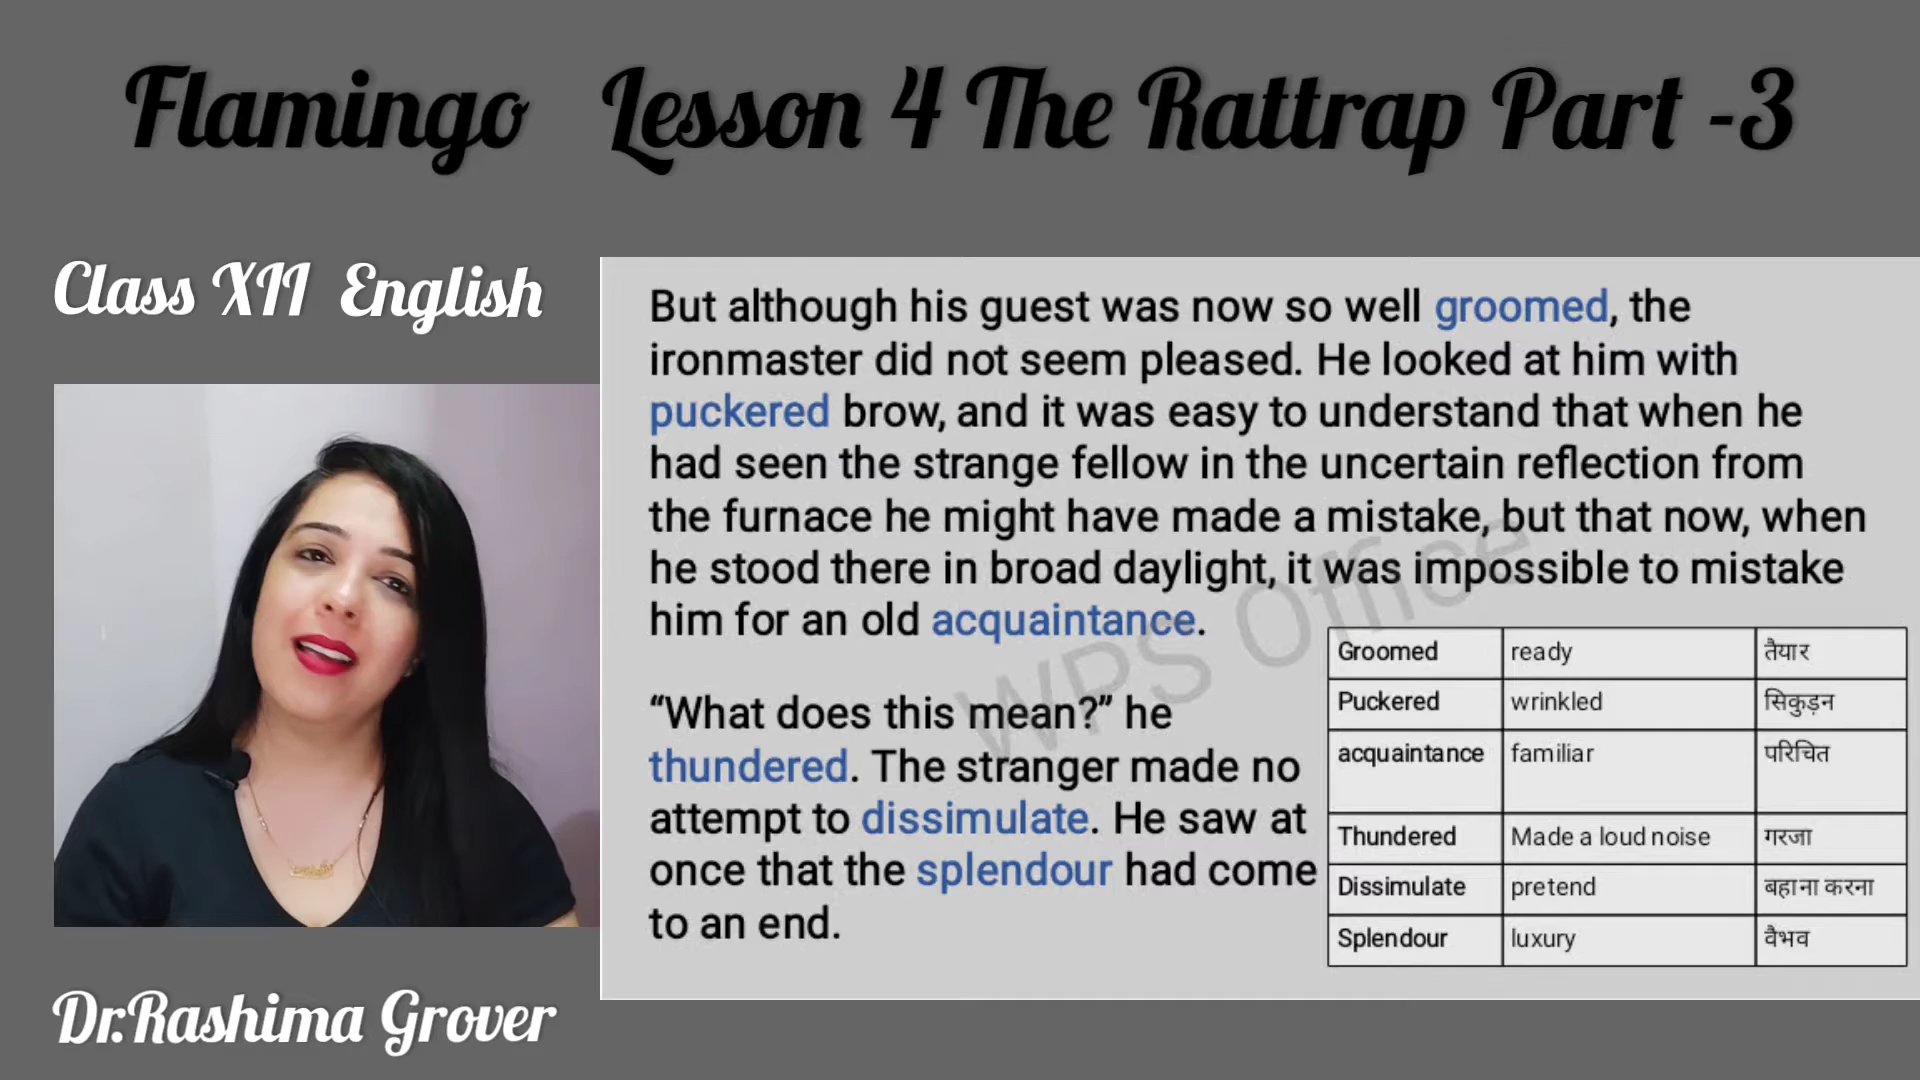 Flamingo Lesson 4 The Rattrap Part -3
Class XII English
But although his guest was now so well groomed, the
ironmaster did not seem pleased. He looked at him with
puckered brow, and it was easy to understand that when he
had seen the strange fellow in the uncertain reflection from
the furnace he might have made a mistake, but that now, when
he stood there in broad daylight, it was impossible to mistake
him for an old acquaintance.
“What does this mean?” he
thundered. The stranger made no
attempt to dissimulate. He saw at
once that the splendour had come
to an end.
Groomed ready तैयार
Puckered wrinkled सिकुड़न
acquaintance familiar परिचित
Thundered Made a loud noise गरजा
Dissimulate pretend बहाना करना
Splendour luxury वैभव
WPS Office
Dr.Rashima Grover